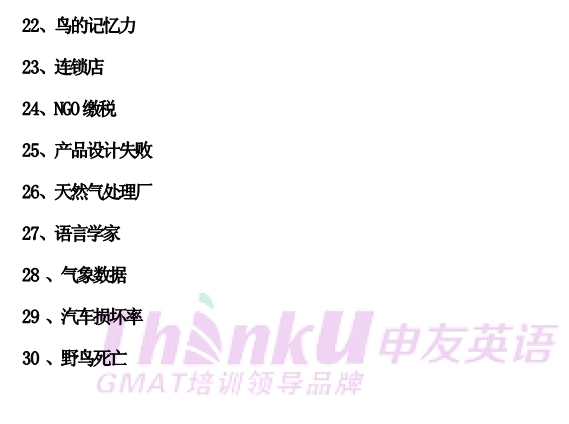 22、鸟的记忆力
23、连锁店
24、NGO 缴税
25、产品设计失败
26、天然气处理厂
27、语言学家
28 、气象数据
29 、汽车损坏率
30 、野鸟死亡
ThinkU 申友英语
GMAT培训领导品牌